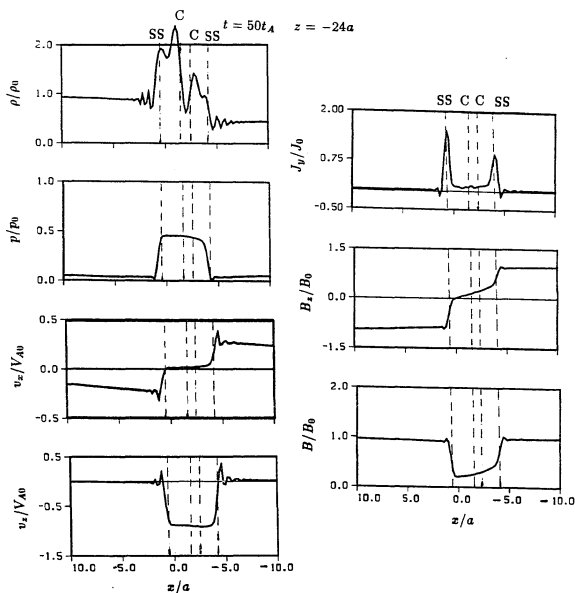 t = 50t_A z = −24a
SS C C SS
ρ/ρ₀
2.0
1.0
0.0
p/p₀
1.0
0.5
0.0
v_x/V_A0
0.5
0.0
-0.5
v_z/V_A0
0.5
-0.5
-1.5
10.0 5.0 0.0 -5.0 -10.0
x/a
SS C C SS
J_y/J₀
2.00
0.75
-0.50
B_z/B₀
1.5
0.0
-1.5
B/B₀
2.0
1.0
0.0
10.0 5.0 0.0 -5.0 -10.0
x/a